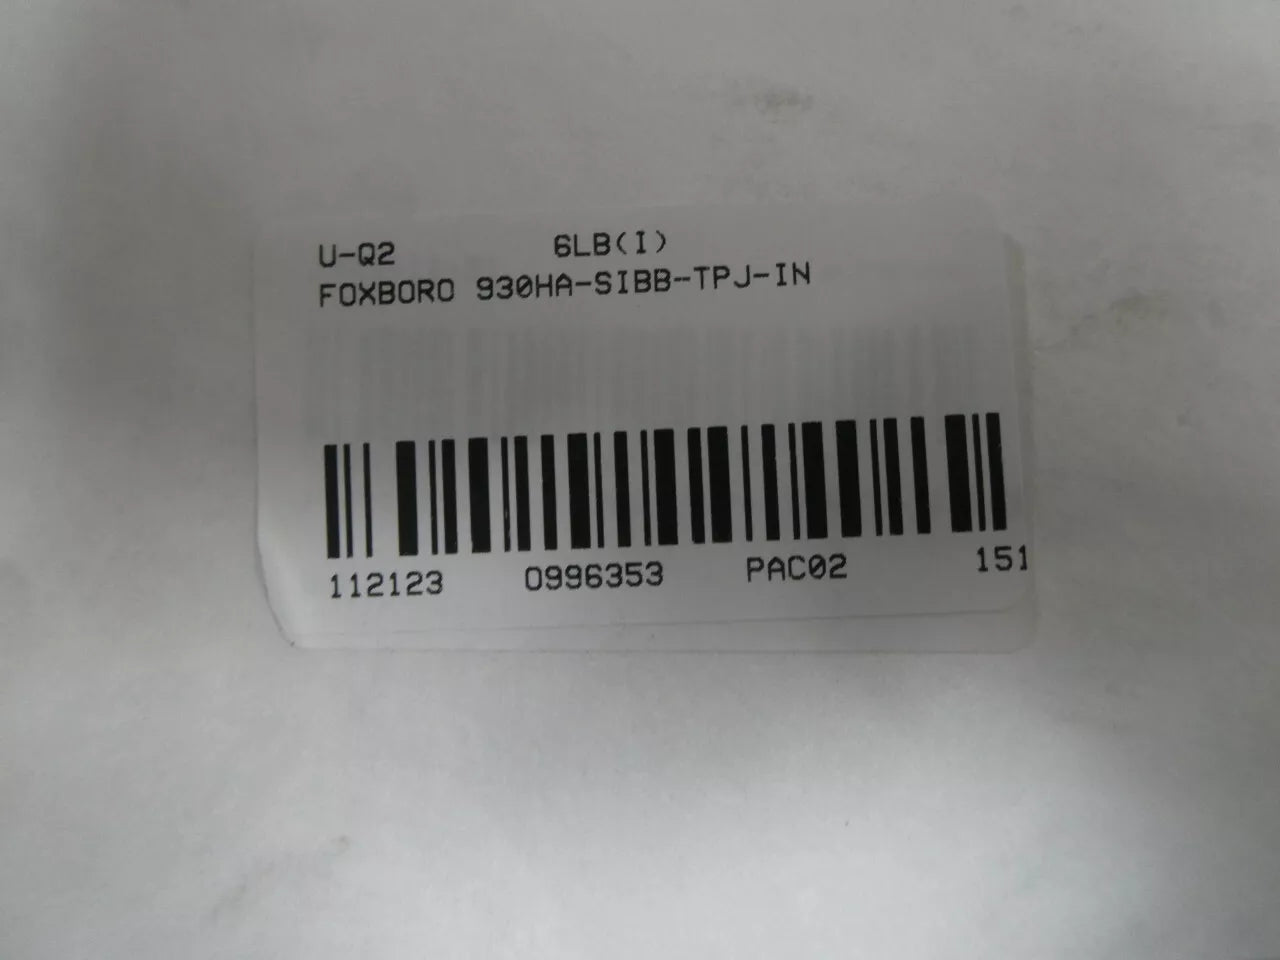 U-Q2 6LB(I)
FOXBORO 930HA-SIBB-TPJ-IN
112123 0996353 PAC02 151